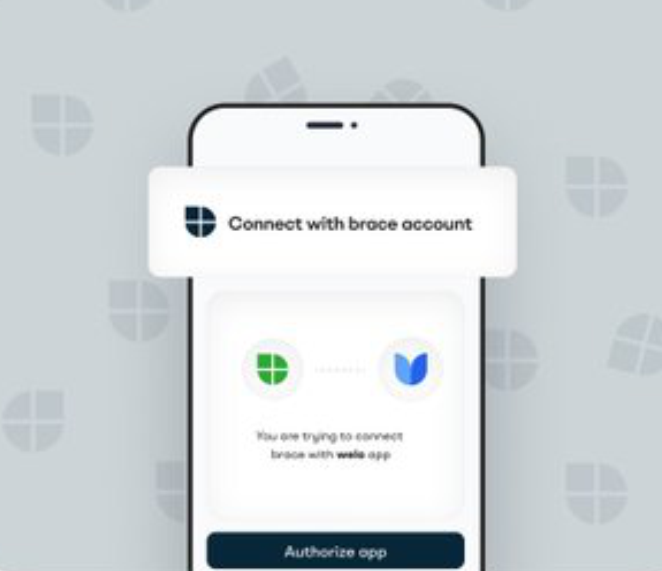 Connect with brace account
You are trying to connect
brace with welo app
Authorize app